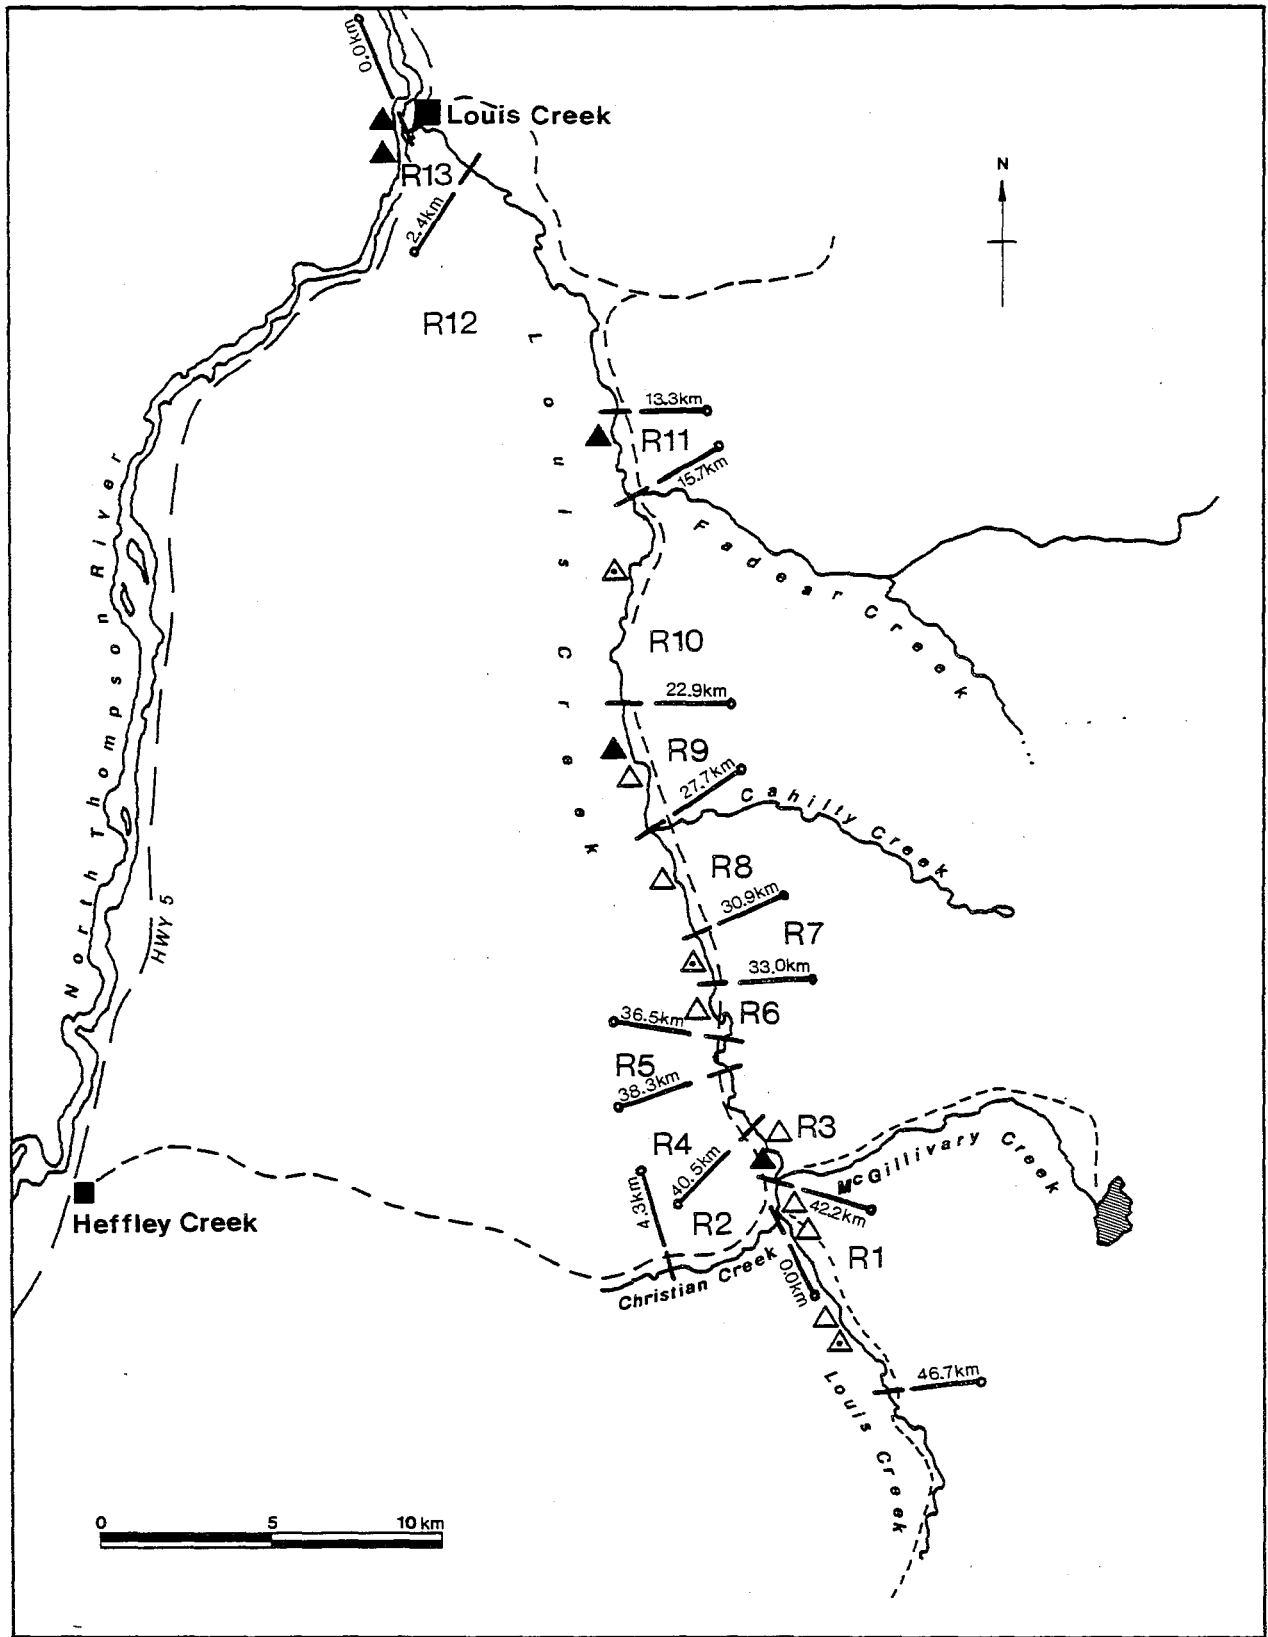 0.0km
Louis Creek
R13
2.4km
N
R12
Louis Creek
13.3km
R11
15.7km
Fadear Creek
North Thompson River
R10
22.9km
R9
27.7km
Cahilty Creek
R8
30.9km
HWY 5
R7
33.0km
36.5km
R6
R5
38.3km
R3
R4
40.5km
McGillivary Creek
4.3km
42.2km
R2
Heffley Creek
R1
Christian Creek
0.0km
46.7km
Louis Creek
0 5 10 km